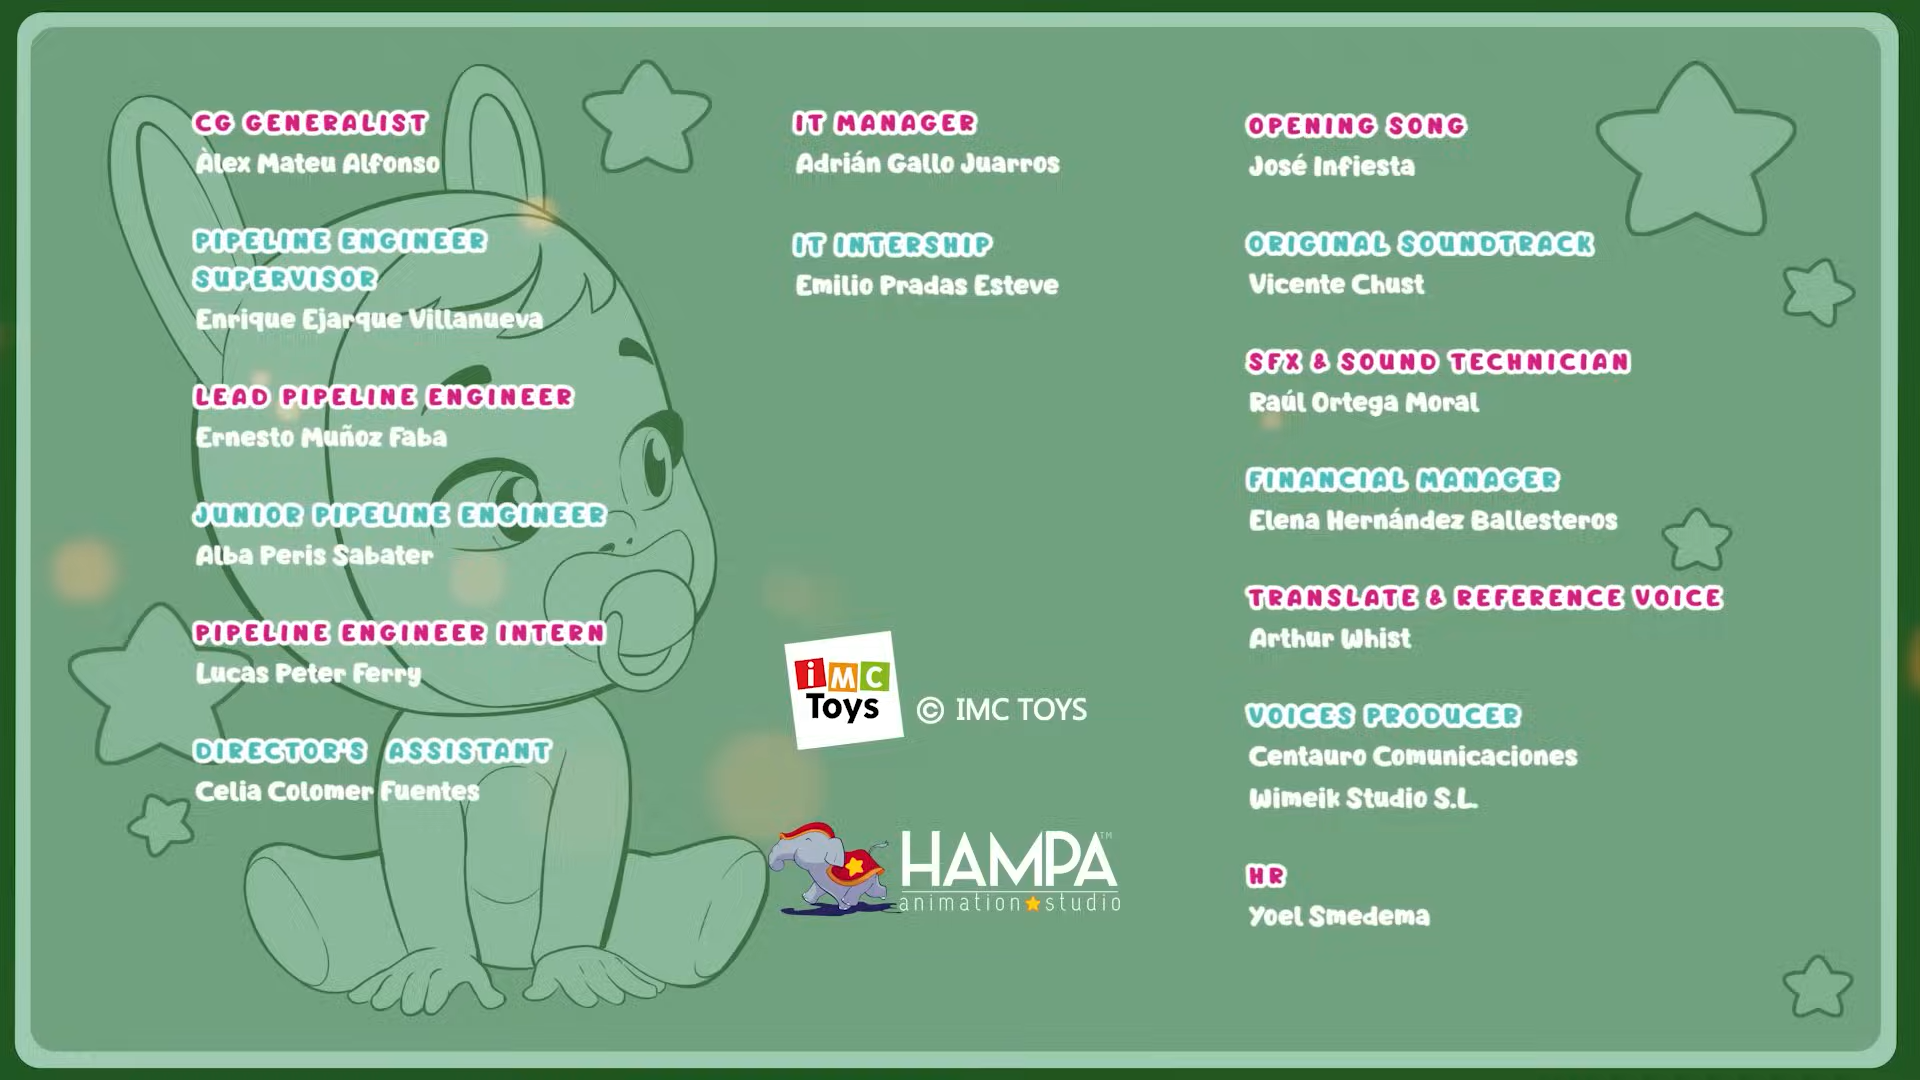 CG GENERALIST
Àlex Mateu Alfonso
PIPELINE ENGINEER
SUPERVISOR
Enrique Ejarque Villanueva
LEAD PIPELINE ENGINEER
Ernesto Muñoz Faba
JUNIOR PIPELINE ENGINEER
Alba Peris Sabater
PIPELINE ENGINEER INTERN
Lucas Peter Ferry
DIRECTOR'S ASSISTANT
Celia Colomer Fuentes
IT MANAGER
Adrián Gallo Juarros
IT INTERSHIP
Emilio Pradas Esteve
iMC
Toys
© IMC TOYS
HAMPA™
animation studio
OPENING SONG
José Infiesta
ORIGINAL SOUNDTRACK
Vicente Chust
SFX & SOUND TECHNICIAN
Raúl Ortega Moral
FINANCIAL MANAGER
Elena Hernández Ballesteros
TRANSLATE & REFERENCE VOICE
Arthur Whist
VOICES PRODUCER
Centauro Comunicaciones
Wimeik Studio S.L.
HR
Yoel Smedema